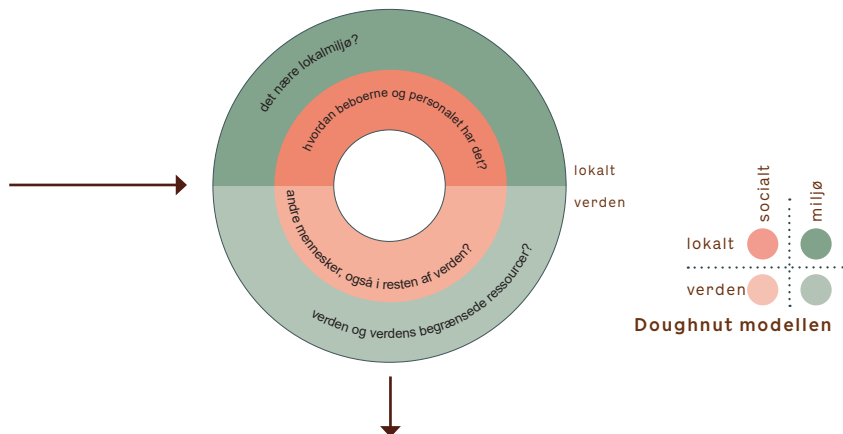 det nære lokalmiljø?
hvordan beboerne og personalet har det?
lokalt
verden
andre mennesker, også i resten af verden?
verden og verdens begrænsede ressourcer?
socialt
miljø
lokalt
verden
Doughnut modellen